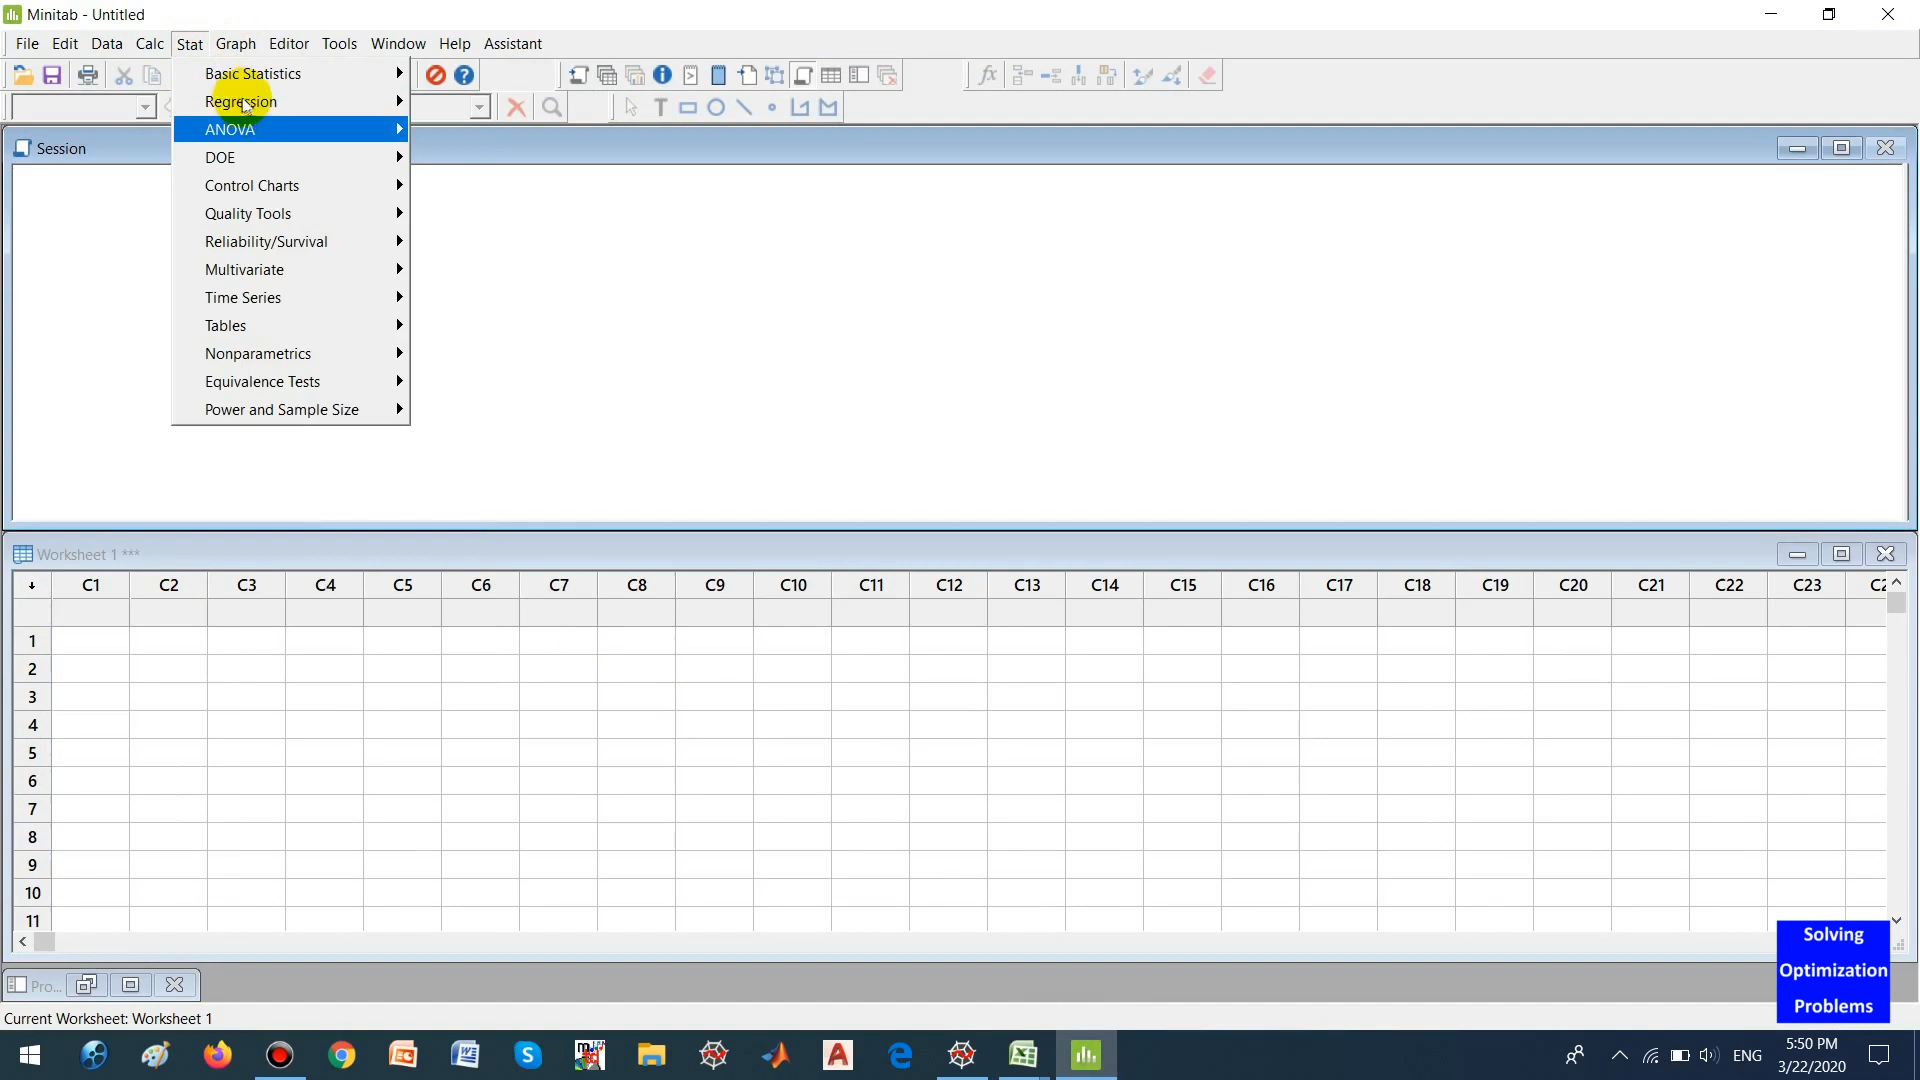 Minitab - Untitled
File Edit Data Calc Stat Graph Editor Tools Window Help Assistant
Basic Statistics
Regression
ANOVA
DOE
Control Charts
Quality Tools
Reliability/Survival
Multivariate
Time Series
Tables
Nonparametrics
Equivalence Tests
Power and Sample Size
Session
Worksheet 1 ***
C1 C2 C3 C4 C5 C6 C7 C8 C9 C10 C11 C12 C13 C14 C15 C16 C17 C18 C19 C20 C21 C22 C23
1
2
3
4
5
6
7
8
9
10
11
Solving
Optimization
Problems
Pro...
Current Worksheet: Worksheet 1
ENG
5:50 PM
3/22/2020